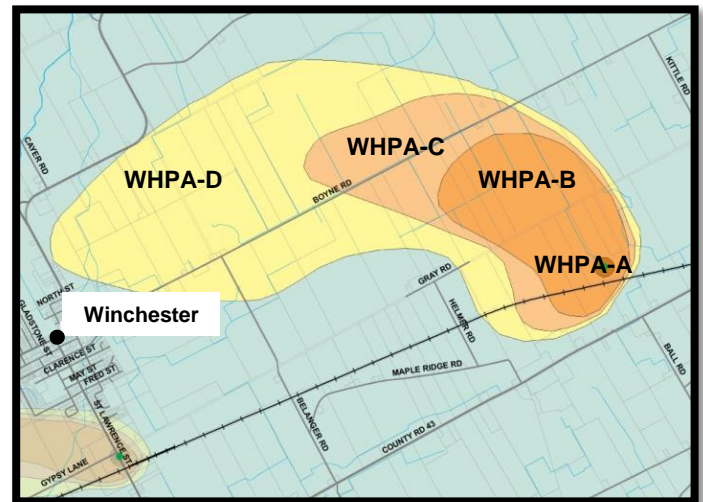 KITTLE RD
CAYER RD
WHPA-C
WHPA-D
WHPA-B
BOYNE RD
WHPA-A
GRAY RD
NORTH ST
Winchester
GLADSTONE ST
HELMER RD
CLARENCE ST
MAY ST
FRED ST
BALL RD
MAPLE RIDGE RD
ST LAWRENCE ST
BELANGER RD
COUNTY RD 43
GYPSY LANE